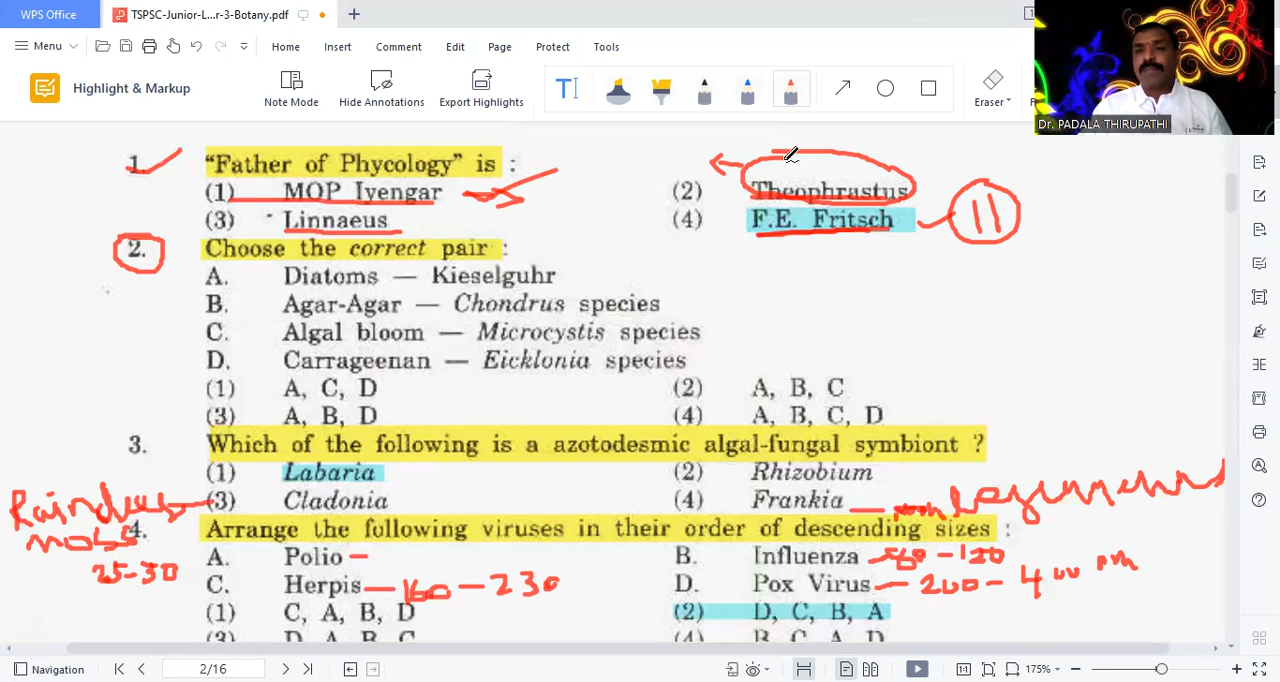 WPS Office
TSPSC-Junior-L...r-3-Botany.pdf
Menu
Home Insert Comment Edit Page Protect Tools
Highlight & Markup
Note Mode Hide Annotations Export Highlights
Eraser
Dr. PADALA THIRUPATHI
1. “Father of Phycology” is :
(1) MOP Iyengar (2) Theophrastus
(3) Linnaeus (4) F.E. Fritsch
11
2. Choose the correct pair :
A. Diatoms — Kieselguhr
B. Agar-Agar — Chondrus species
C. Algal bloom — Microcystis species
D. Carrageenan — Eicklonia species
(1) A, C, D (2) A, B, C
(3) A, B, D (4) A, B, C, D
3. Which of the following is a azotodesmic algal-fungal symbiont ?
(1) Labaria (2) Rhizobium
(3) Cladonia (4) Frankia
4. Arrange the following viruses in their order of descending sizes :
A. Polio — B. Influenza
25-30
C. Herpis — 160 - 230 D. Pox Virus — 200 - 400 nm
(1) C, A, B, D (2) D, C, B, A
(3) D, A, B, C (4) B, C, A, D
Navigation 2/16 175%